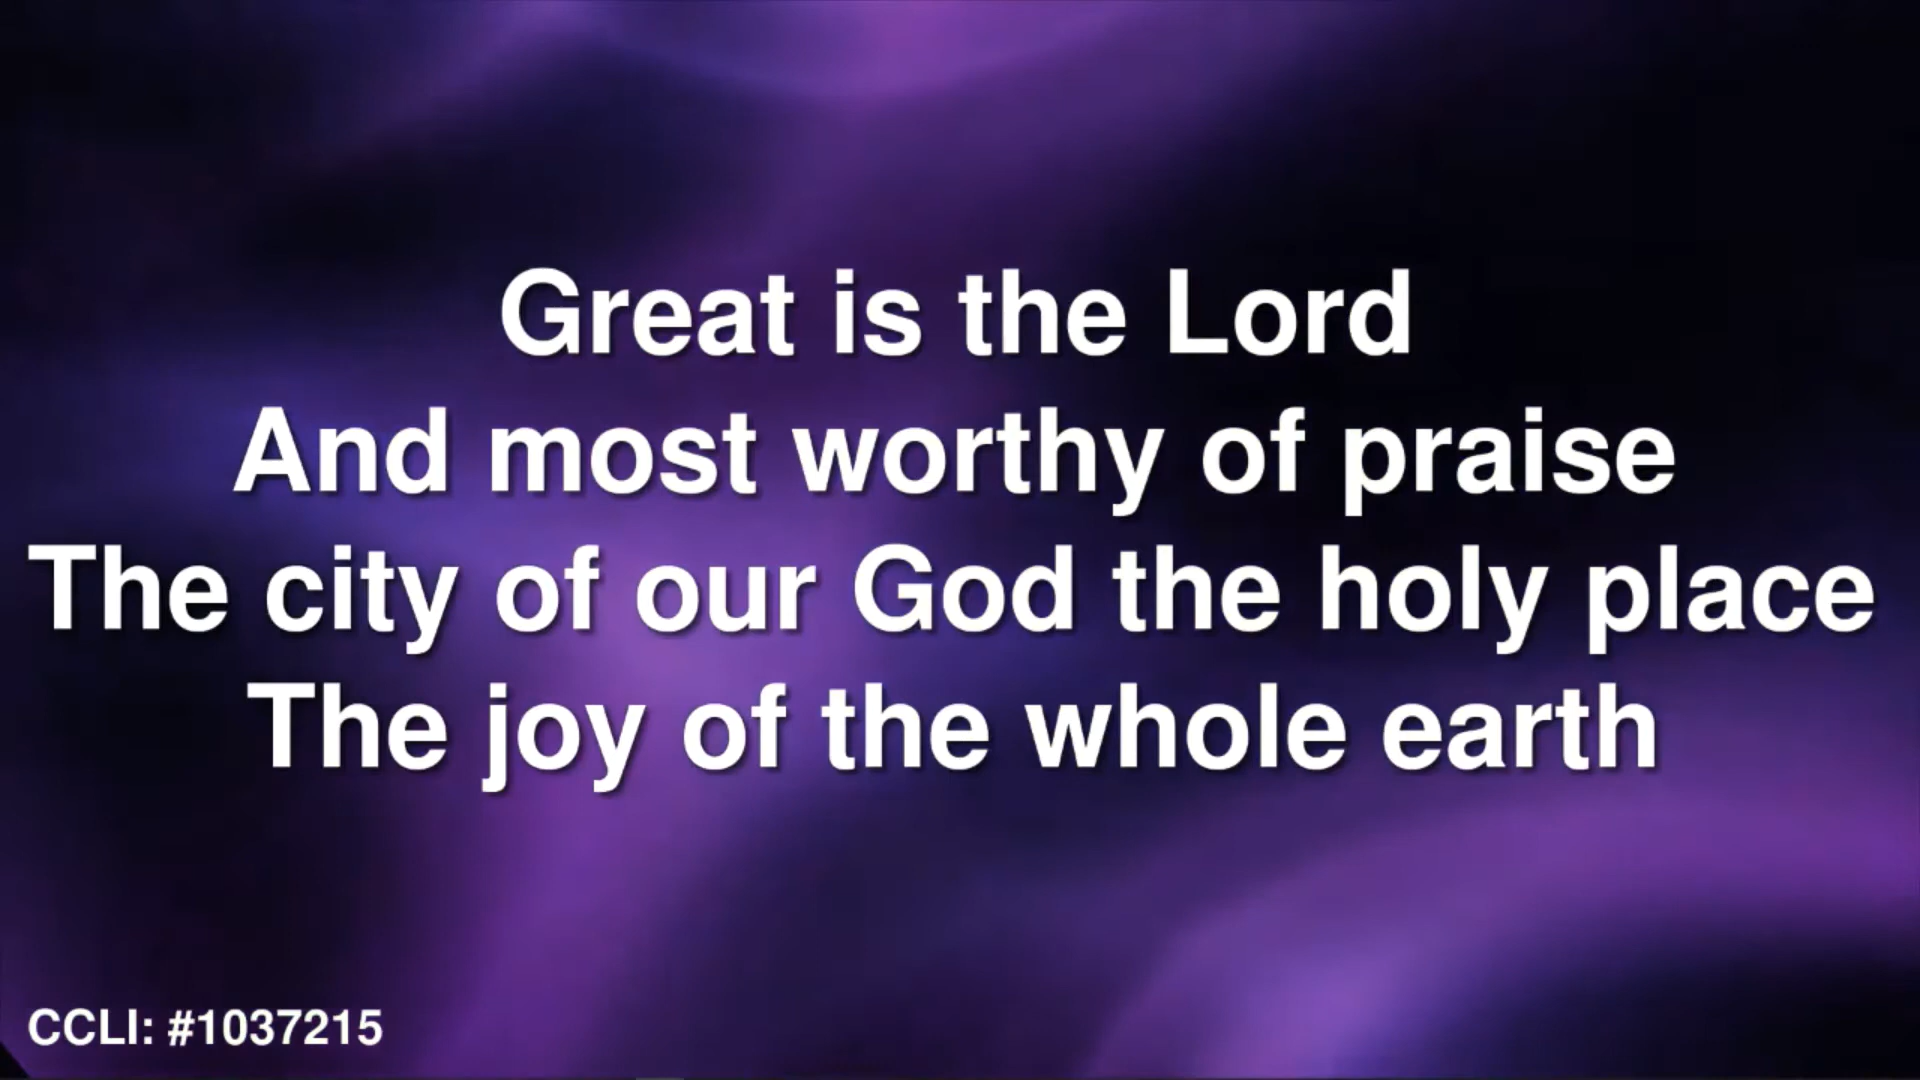 Great is the Lord
And most worthy of praise
The city of our God the holy place
The joy of the whole earth
CCLI: #1037215